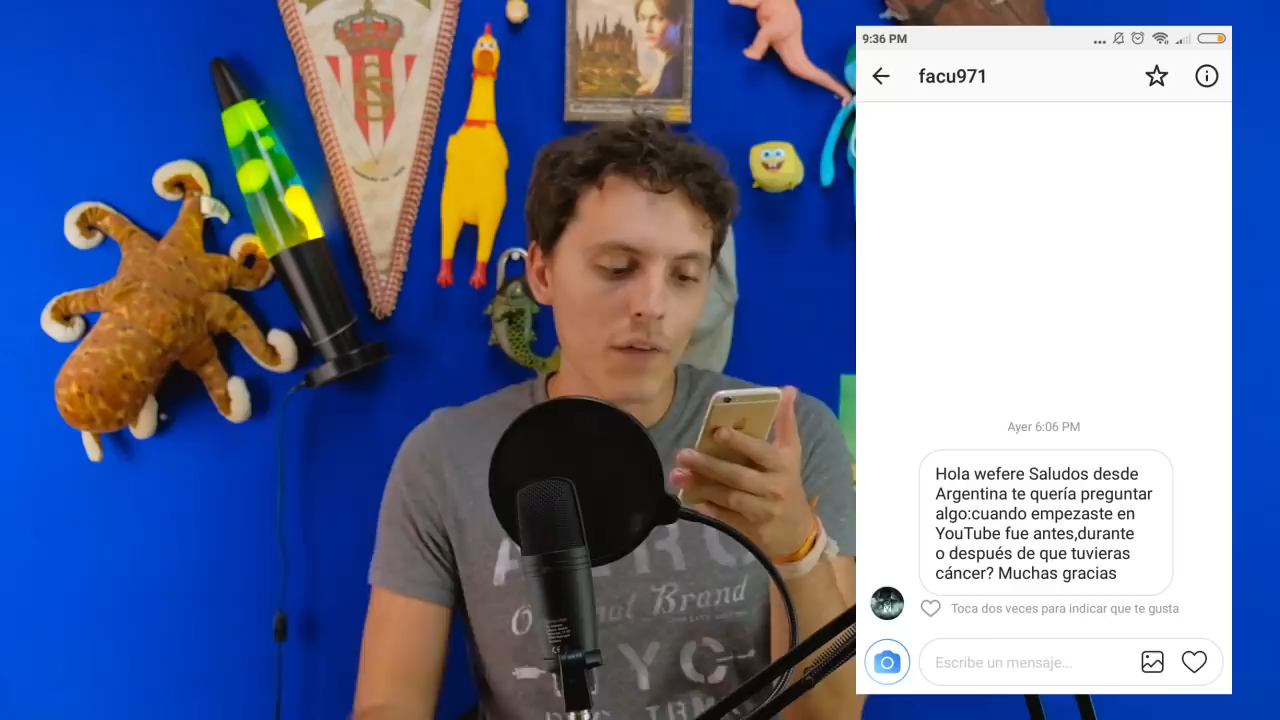 9:36 PM
facu971
Ayer 6:06 PM
Hola wefere Saludos desde
Argentina te quería preguntar
algo:cuando empezaste en
YouTube fue antes,durante
o después de que tuvieras
cáncer? Muchas gracias
Toca dos veces para indicar que te gusta
Escribe un mensaje...
Brand